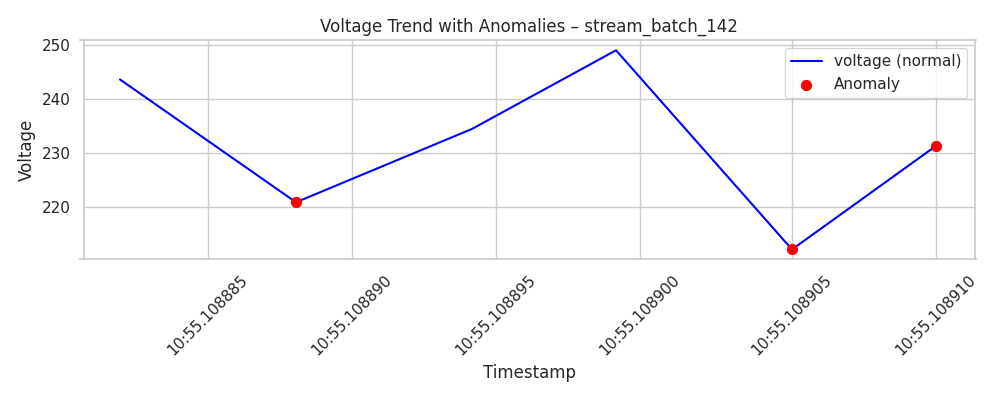 Voltage Trend with Anomalies – stream_batch_142
250
240
230
220
Voltage
voltage (normal)
Anomaly
10:55.108885
10:55.108890
10:55.108895
10:55.108900
10:55.108905
10:55.108910
Timestamp